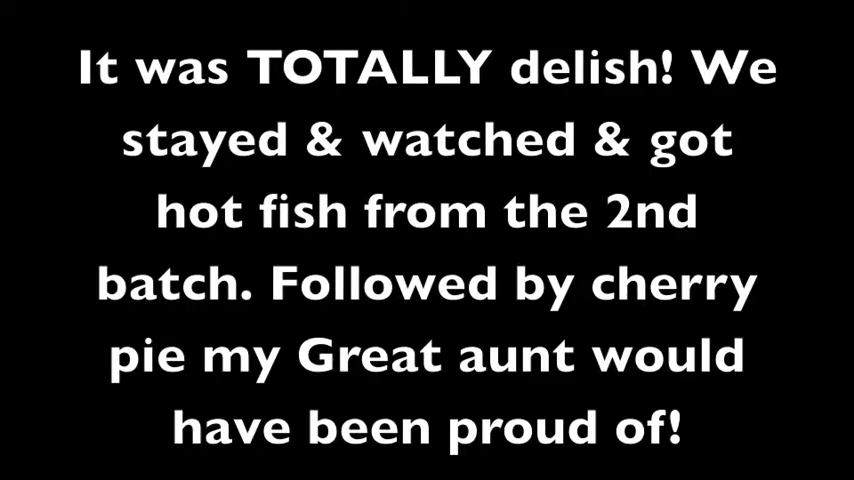 It was TOTALLY delish! We
stayed & watched & got
hot fish from the 2nd
batch. Followed by cherry
pie my Great aunt would
have been proud of!